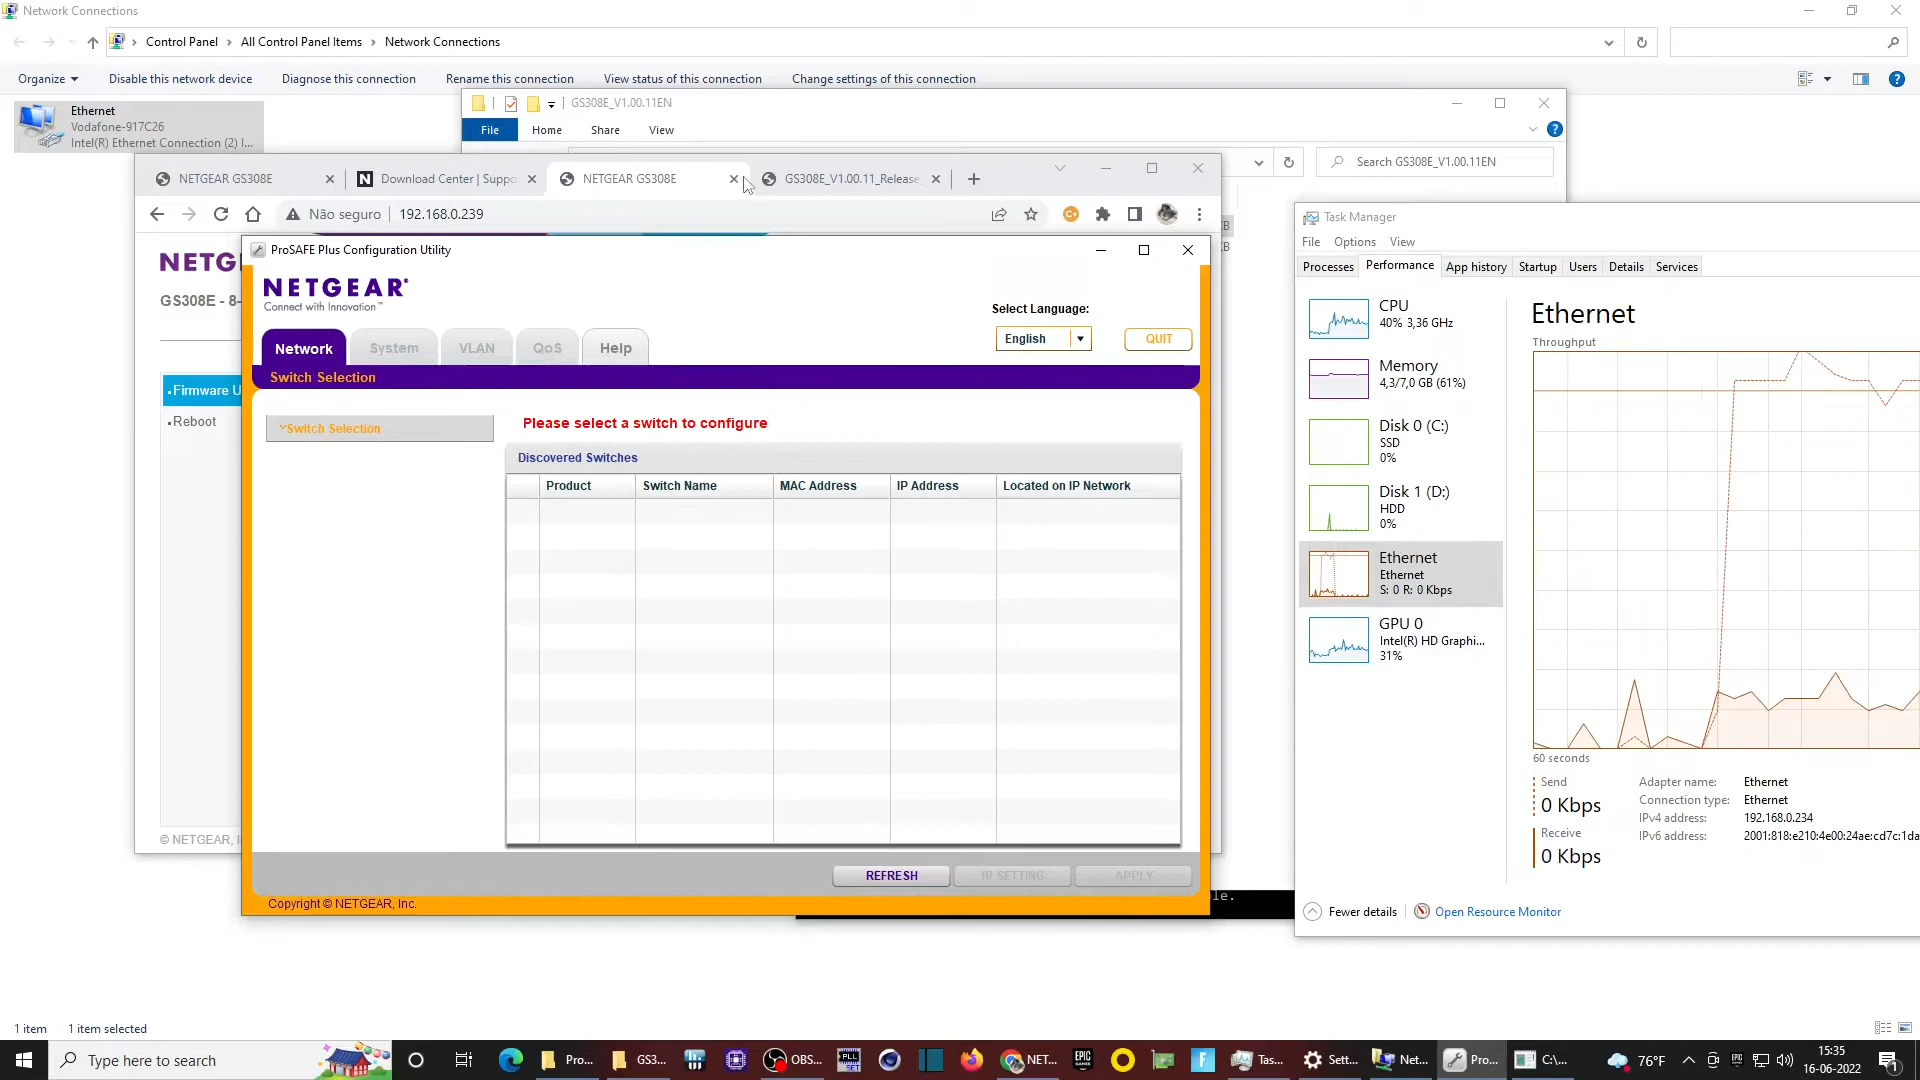 Network Connections
Control Panel > All Control Panel Items > Network Connections
Organize
Disable this network device
Diagnose this connection
Rename this connection
View status of this connection
Change settings of this connection
Ethernet
Vodafone-917C26
Intel(R) Ethernet Connection (2) I...
GS308E_V1.00.11EN
File
Home
Share
View
Search GS308E_V1.00.11EN
NETGEAR GS308E
Download Center | Suppo
NETGEAR GS308E
GS308E_V1.00.11_Release
Não seguro
192.168.0.239
NETG
GS308E - 8-
Firmware U
Reboot
© NETGEAR, I
ProSAFE Plus Configuration Utility
NETGEAR®
Connect with Innovation™
Select Language:
English
QUIT
Network
System
VLAN
QoS
Help
Switch Selection
Switch Selection
Please select a switch to configure
Discovered Switches
Product
Switch Name
MAC Address
IP Address
Located on IP Network
REFRESH
IP SETTING...
APPLY
Copyright © NETGEAR, Inc.
KB
KB
le.
Task Manager
File
Options
View
Processes
Performance
App history
Startup
Users
Details
Services
CPU
40% 3,36 GHz
Memory
4,3/7,0 GB (61%)
Disk 0 (C:)
SSD
0%
Disk 1 (D:)
HDD
0%
Ethernet
Ethernet
S: 0 R: 0 Kbps
GPU 0
Intel(R) HD Graphi...
31%
Ethernet
Throughput
60 seconds
Send
0 Kbps
Receive
0 Kbps
Adapter name: Ethernet
Connection type: Ethernet
IPv4 address: 192.168.0.234
IPv6 address: 2001:818:e210:4e00:24ae:cd7c:1da
Fewer details
Open Resource Monitor
1 item
1 item selected
Type here to search
Pro...
GS3...
OBS...
NET...
EPIC GAMES
Tas...
Sett...
Net...
Pro...
C:\...
76°F
15:35
16-06-2022
1